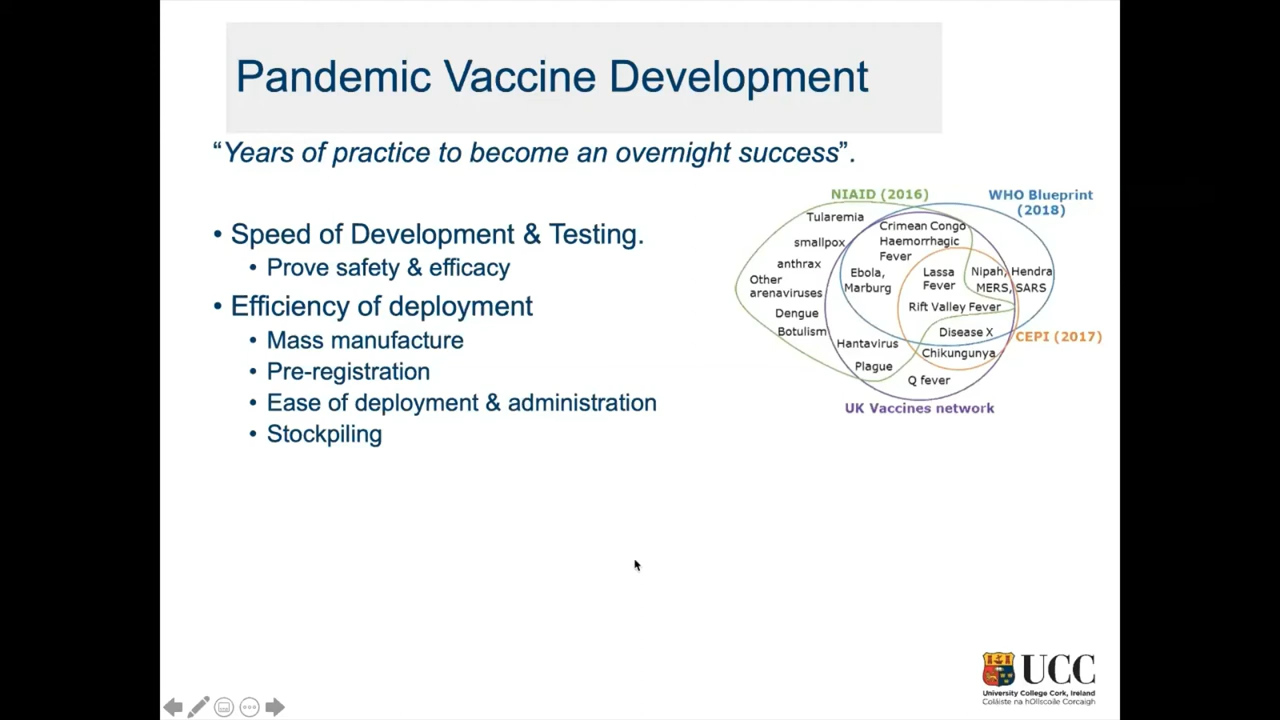 Pandemic Vaccine Development
“Years of practice to become an overnight success”.
• Speed of Development & Testing.
• Prove safety & efficacy
• Efficiency of deployment
• Mass manufacture
• Pre-registration
• Ease of deployment & administration
• Stockpiling
NIAID (2016)
WHO Blueprint
(2018)
Tularemia
smallpox
anthrax
Other
arenaviruses
Dengue
Botulism
Crimean Congo
Haemorrhagic
Fever
Ebola,
Marburg
Lassa
Fever
Nipah, Hendra
MERS, SARS
Rift Valley Fever
Disease X
CEPI (2017)
Hantavirus
Chikungunya
Plague
Q fever
UK Vaccines network
UCC
University College Cork, Ireland
Coláiste na hOllscoile Corcaigh